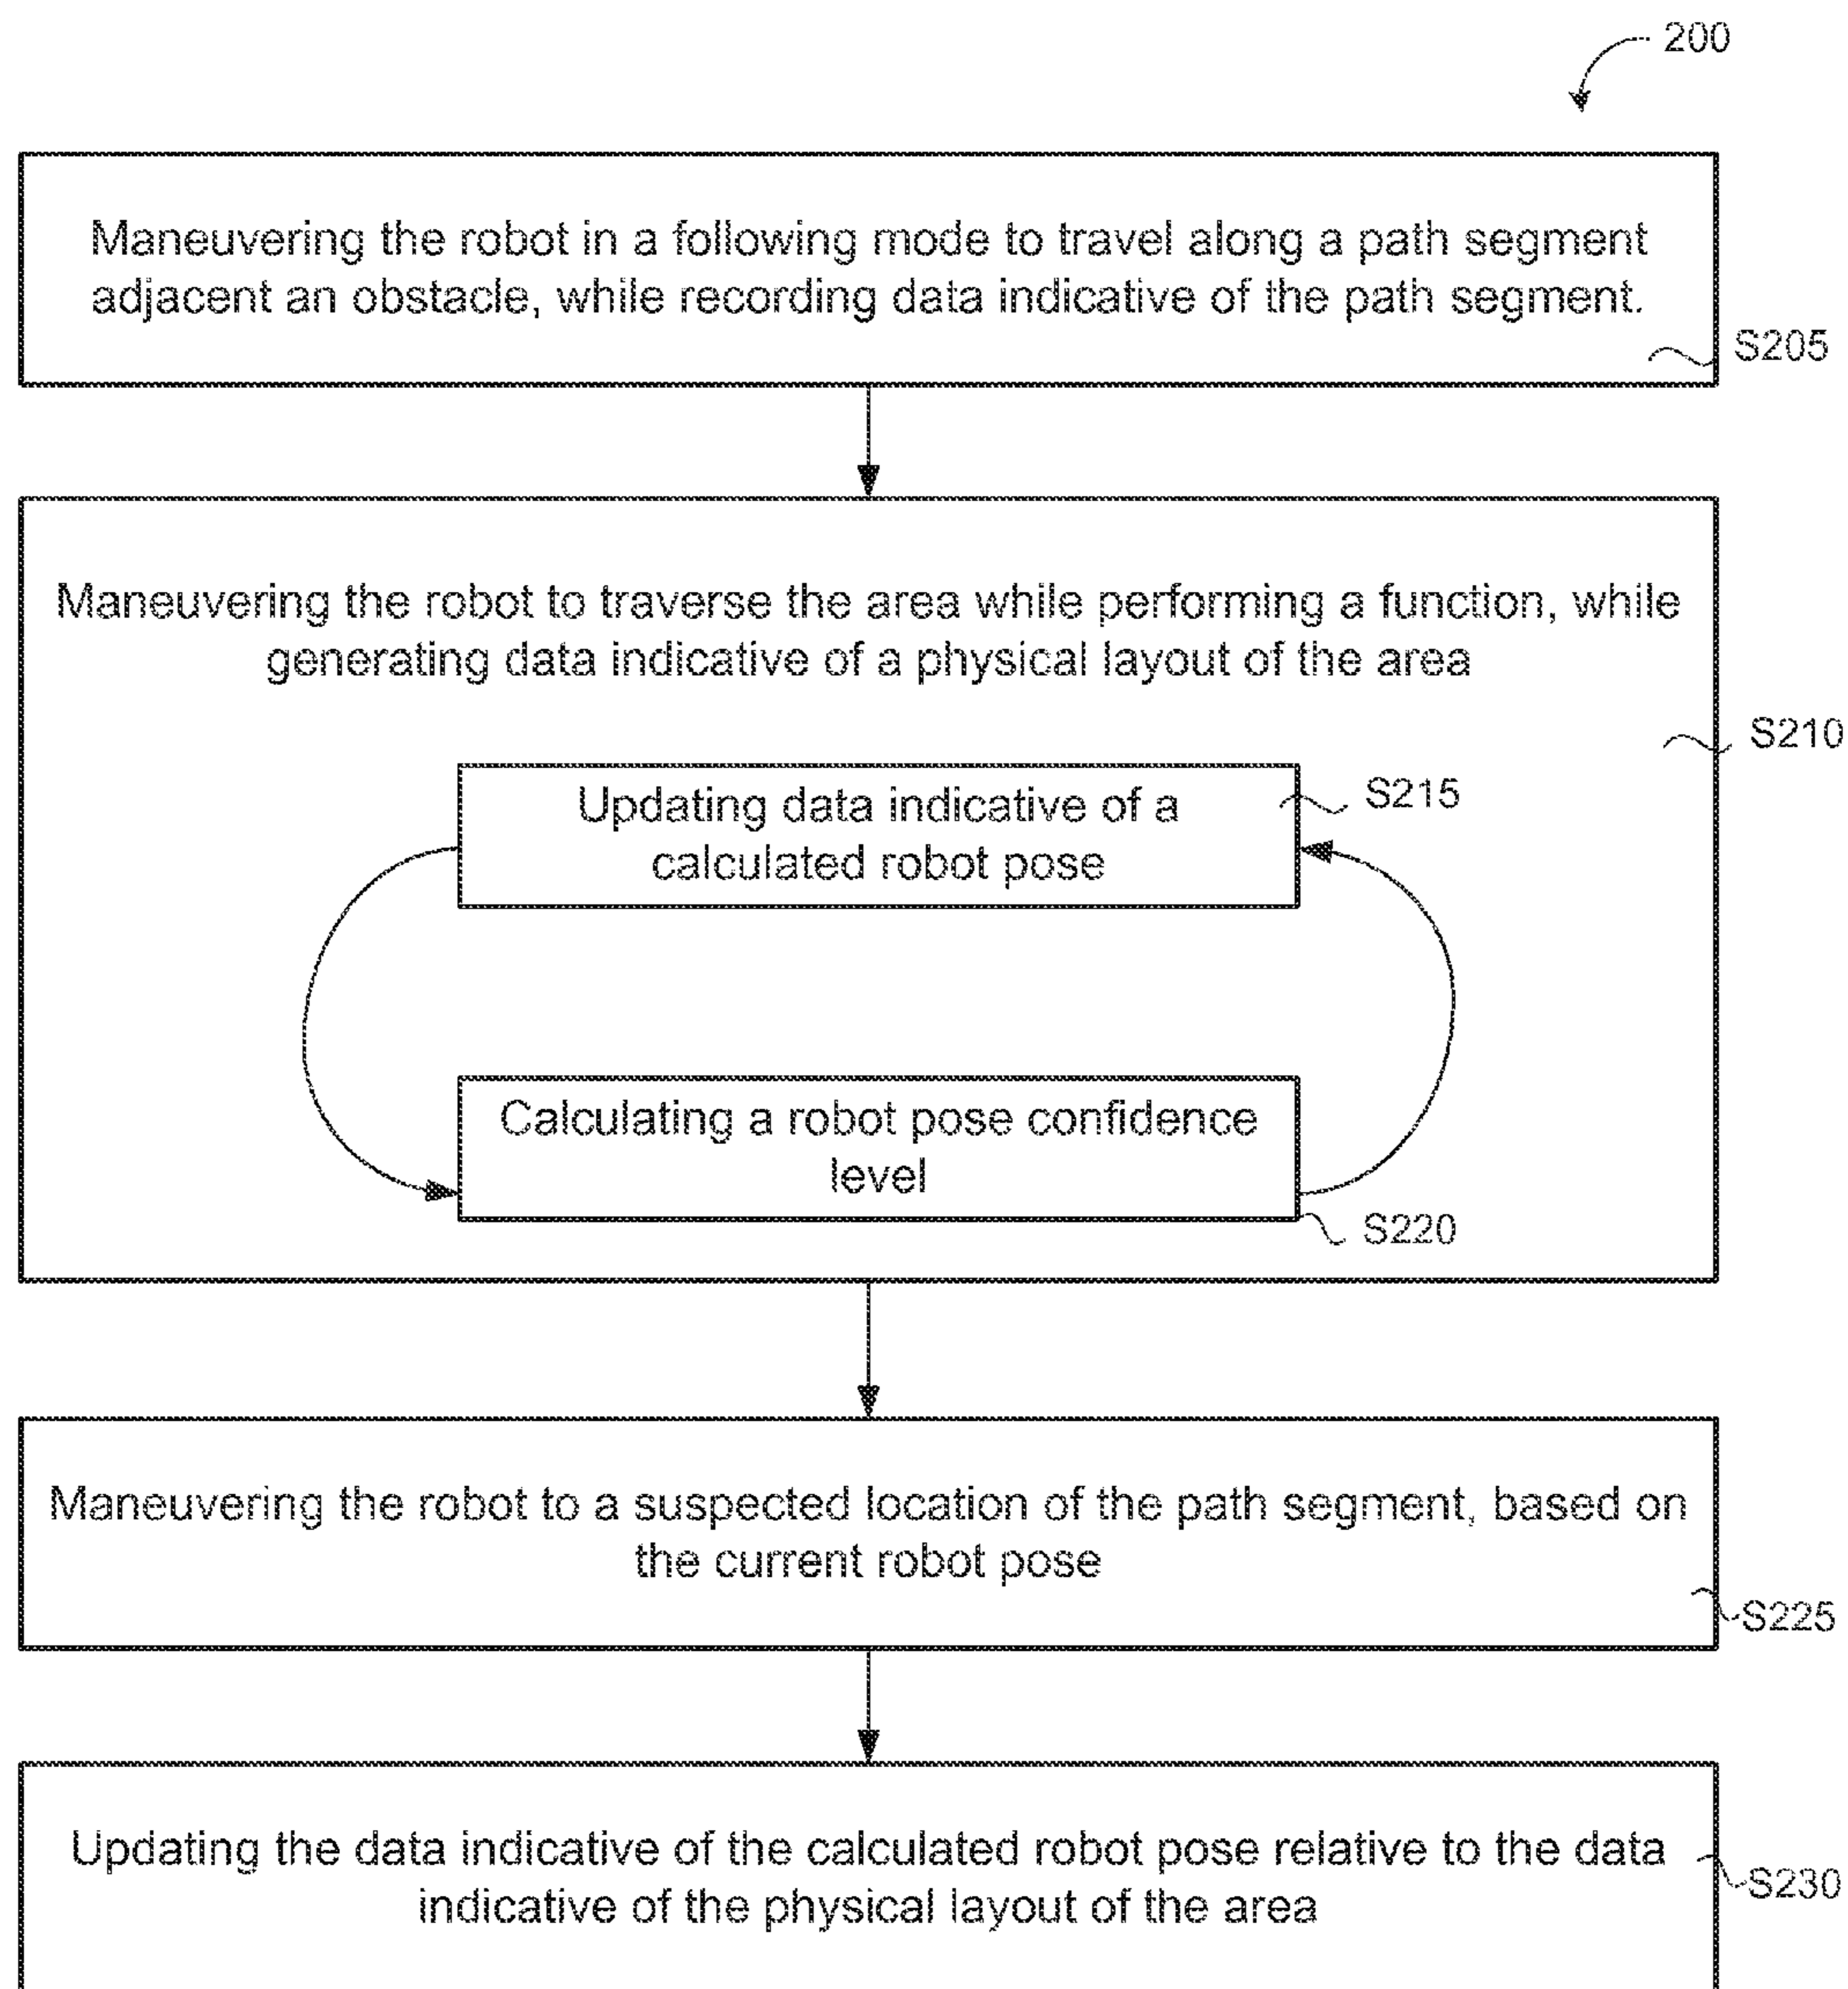 200
Maneuvering the robot in a following mode to travel along a path segment
adjacent an obstacle, while recording data indicative of the path segment.
S205
Maneuvering the robot to traverse the area while performing a function, while
generating data indicative of a physical layout of the area
S210
Updating data indicative of a
calculated robot pose
S215
Calculating a robot pose confidence
level
S220
Maneuvering the robot to a suspected location of the path segment, based on
the current robot pose
S225
Updating the data indicative of the calculated robot pose relative to the data
indicative of the physical layout of the area
S230